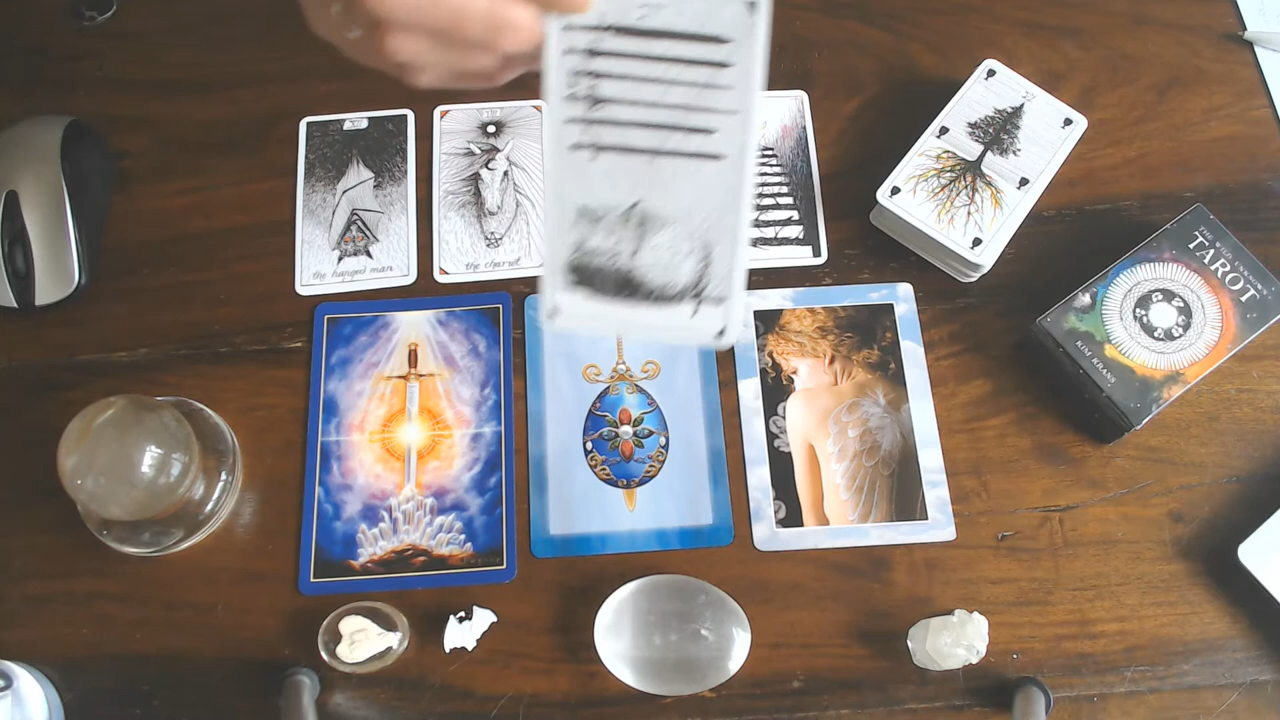 the hanged man
the chariot
THE WILD UNKNOWN
TAROT
KIM KRANS